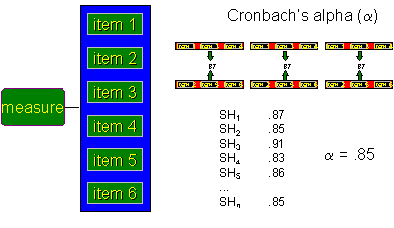 Cronbach's alpha (α)
item 1
item 2
item 3
item 4
item 5
item 6
measure
.87 .87 .87
SH₁ .87
SH₂ .85
SH₃ .91
SH₄ .83
SH₅ .86
...
SHₙ .85
α = .85